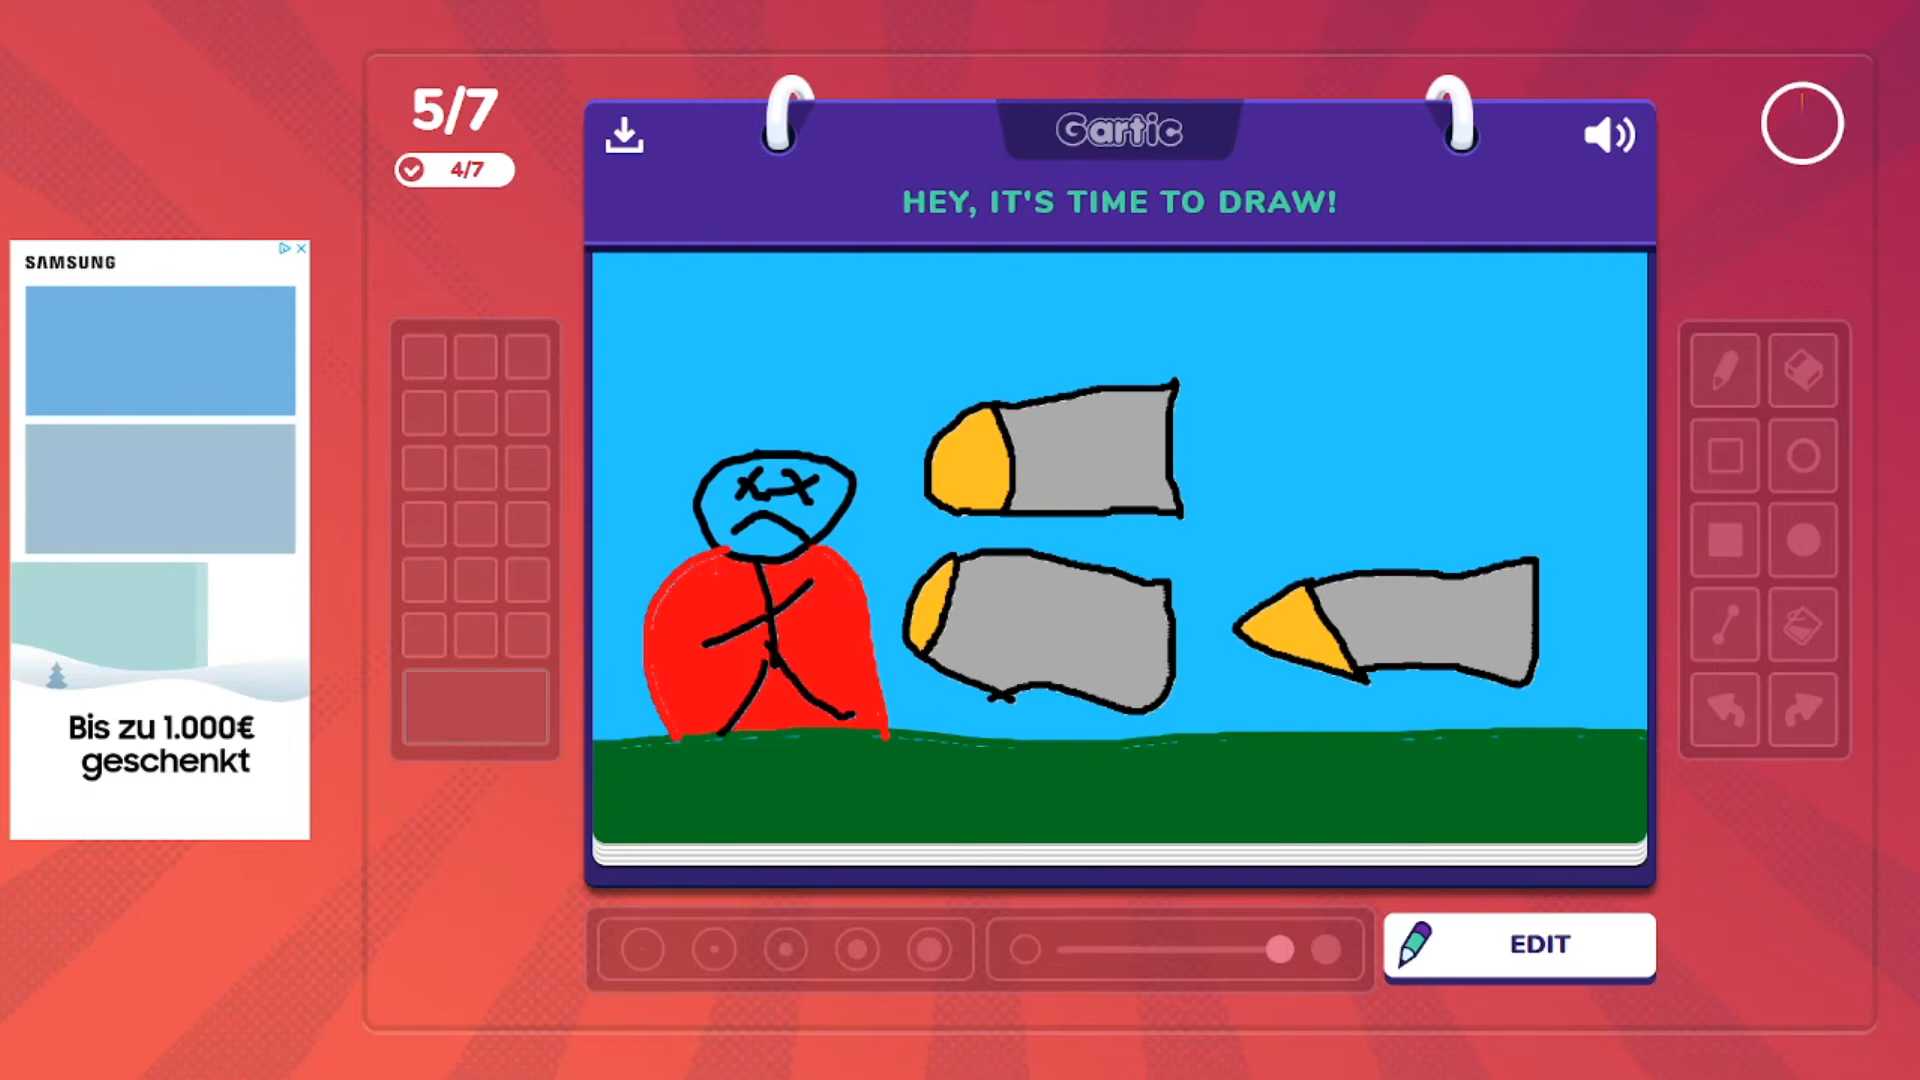 5/7
4/7
Gartic
HEY, IT'S TIME TO DRAW!
SAMSUNG
Bis zu 1.000€
geschenkt
EDIT